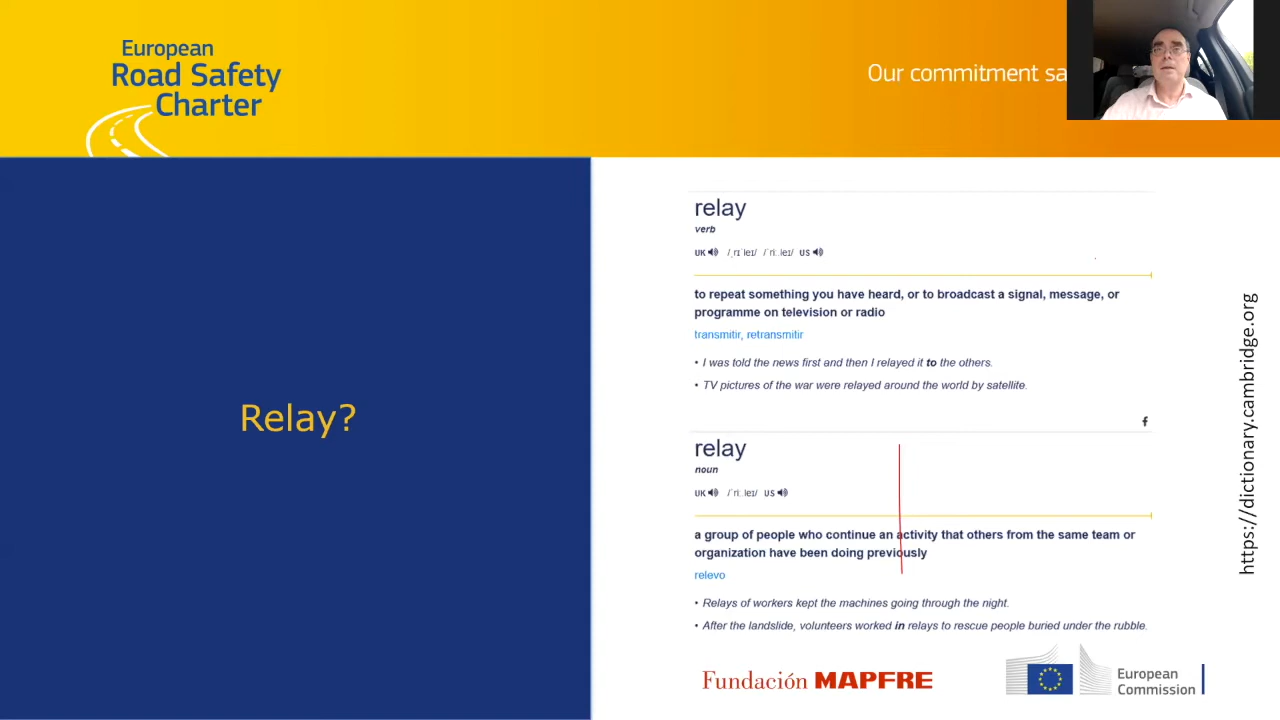 European
Road Safety
Charter
Our commitment sa
Relay?
relay
verb
UK /ˌrɪˈleɪ/ /ˈriː.leɪ/ US
to repeat something you have heard, or to broadcast a signal, message, or
programme on television or radio
transmitir, retransmitir
• I was told the news first and then I relayed it to the others.
• TV pictures of the war were relayed around the world by satellite.
f
relay
noun
UK /ˈriː.leɪ/ US
a group of people who continue an activity that others from the same team or
organization have been doing previously
relevo
• Relays of workers kept the machines going through the night.
• After the landslide, volunteers worked in relays to rescue people buried under the rubble.
https://dictionary.cambridge.org
Fundación MAPFRE
European
Commission